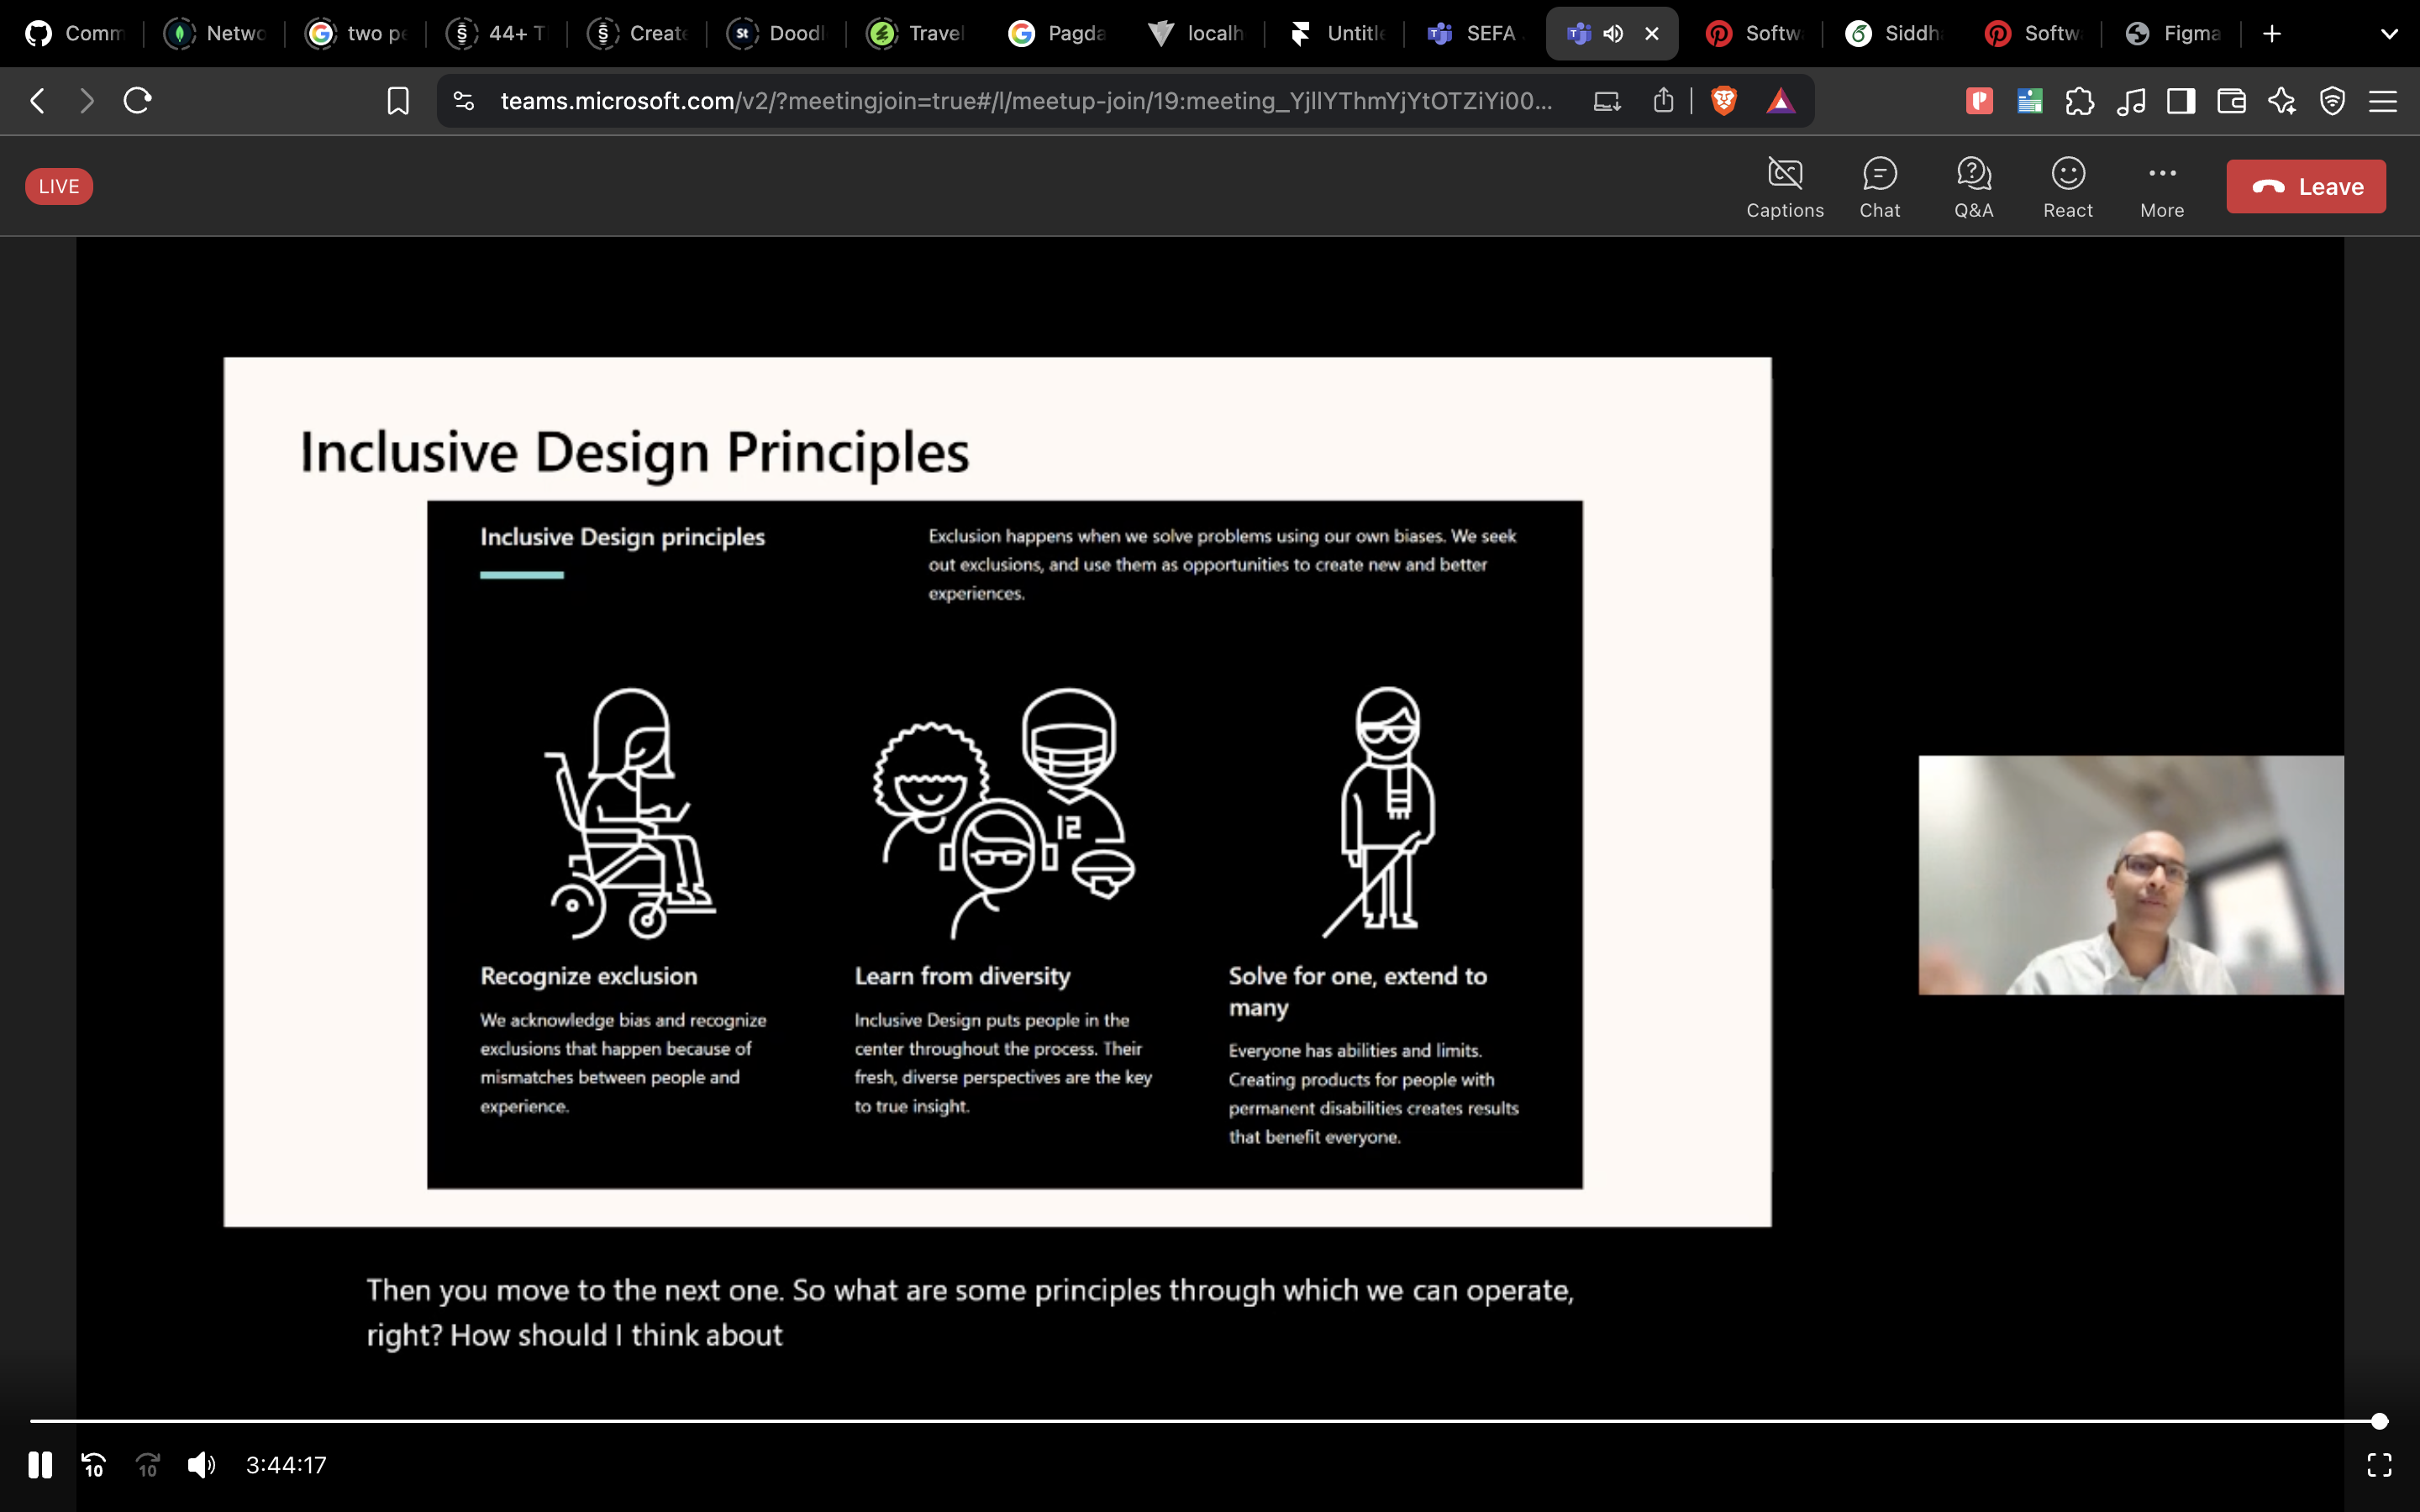 Comm
Netwo
two pe
44+ T
Create
Doodl
Travel
Pagda
localh
Untitle
SEFA
Softw
Siddh
Softw
Figma
teams.microsoft.com/v2/?meetingjoin=true#/l/meetup-join/19:meeting_YjllYThmYjYtOTZiYi00...
LIVE
Captions
Chat
Q&A
React
More
Leave
Inclusive Design Principles
Inclusive Design principles
Exclusion happens when we solve problems using our own biases. We seek
out exclusions, and use them as opportunities to create new and better
experiences.
12
Recognize exclusion
We acknowledge bias and recognize
exclusions that happen because of
mismatches between people and
experience.
Learn from diversity
Inclusive Design puts people in the
center throughout the process. Their
fresh, diverse perspectives are the key
to true insight.
Solve for one, extend to
many
Everyone has abilities and limits.
Creating products for people with
permanent disabilities creates results
that benefit everyone.
Then you move to the next one. So what are some principles through which we can operate,
right? How should I think about
10
10
3:44:17